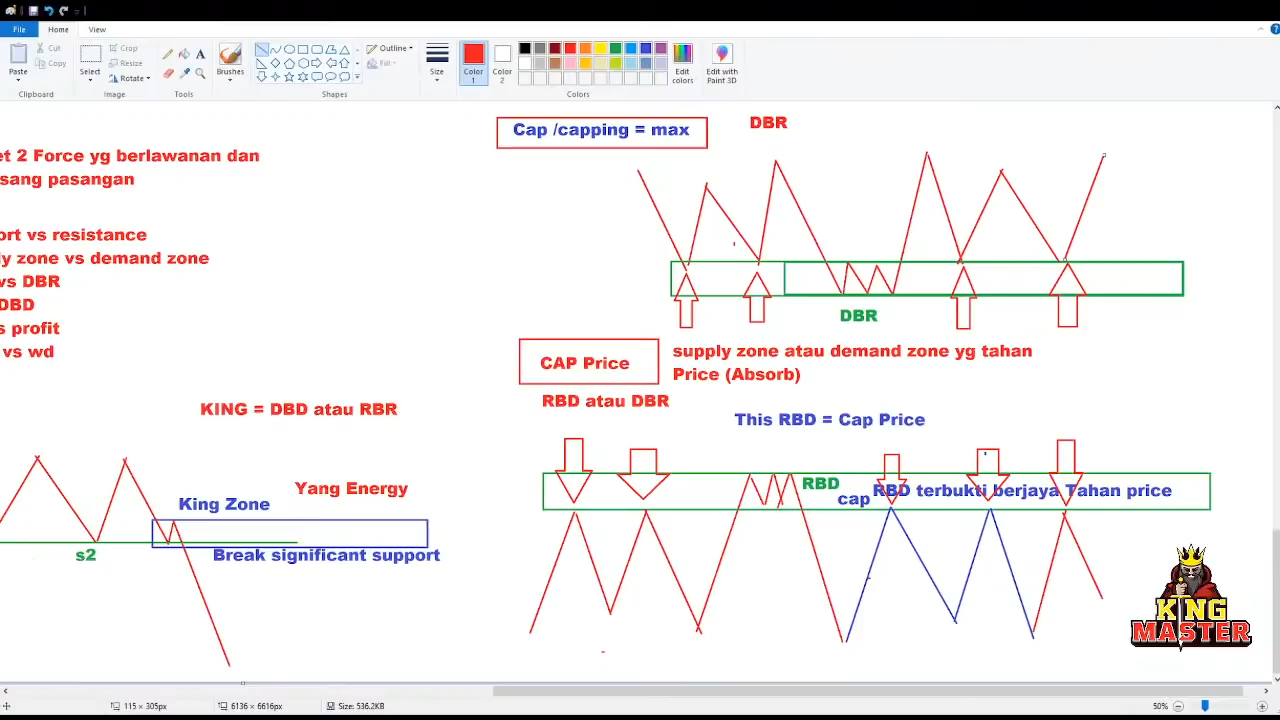 File
Home
View
Paste
Cut
Copy
Clipboard
Select
Crop
Resize
Rotate
Image
Tools
Brushes
Shapes
Outline
Fill
Size
Color
1
Color
2
Colors
Edit
colors
Edit with
Paint 3D
Cap /capping = max
DBR
et 2 Force yg berlawanan dan
sang pasangan
ort vs resistance
ly zone vs demand zone
vs DBR
DBD
s profit
vs wd
DBR
CAP Price
supply zone atau demand zone yg tahan
Price (Absorb)
RBD atau DBR
KING = DBD atau RBR
This RBD = Cap Price
Yang Energy
King Zone
s2
Break significant support
RBD
cap
RBD terbukti berjaya Tahan price
KING
MASTER
115 × 305px
6136 × 6616px
Size: 536.2KB
50%